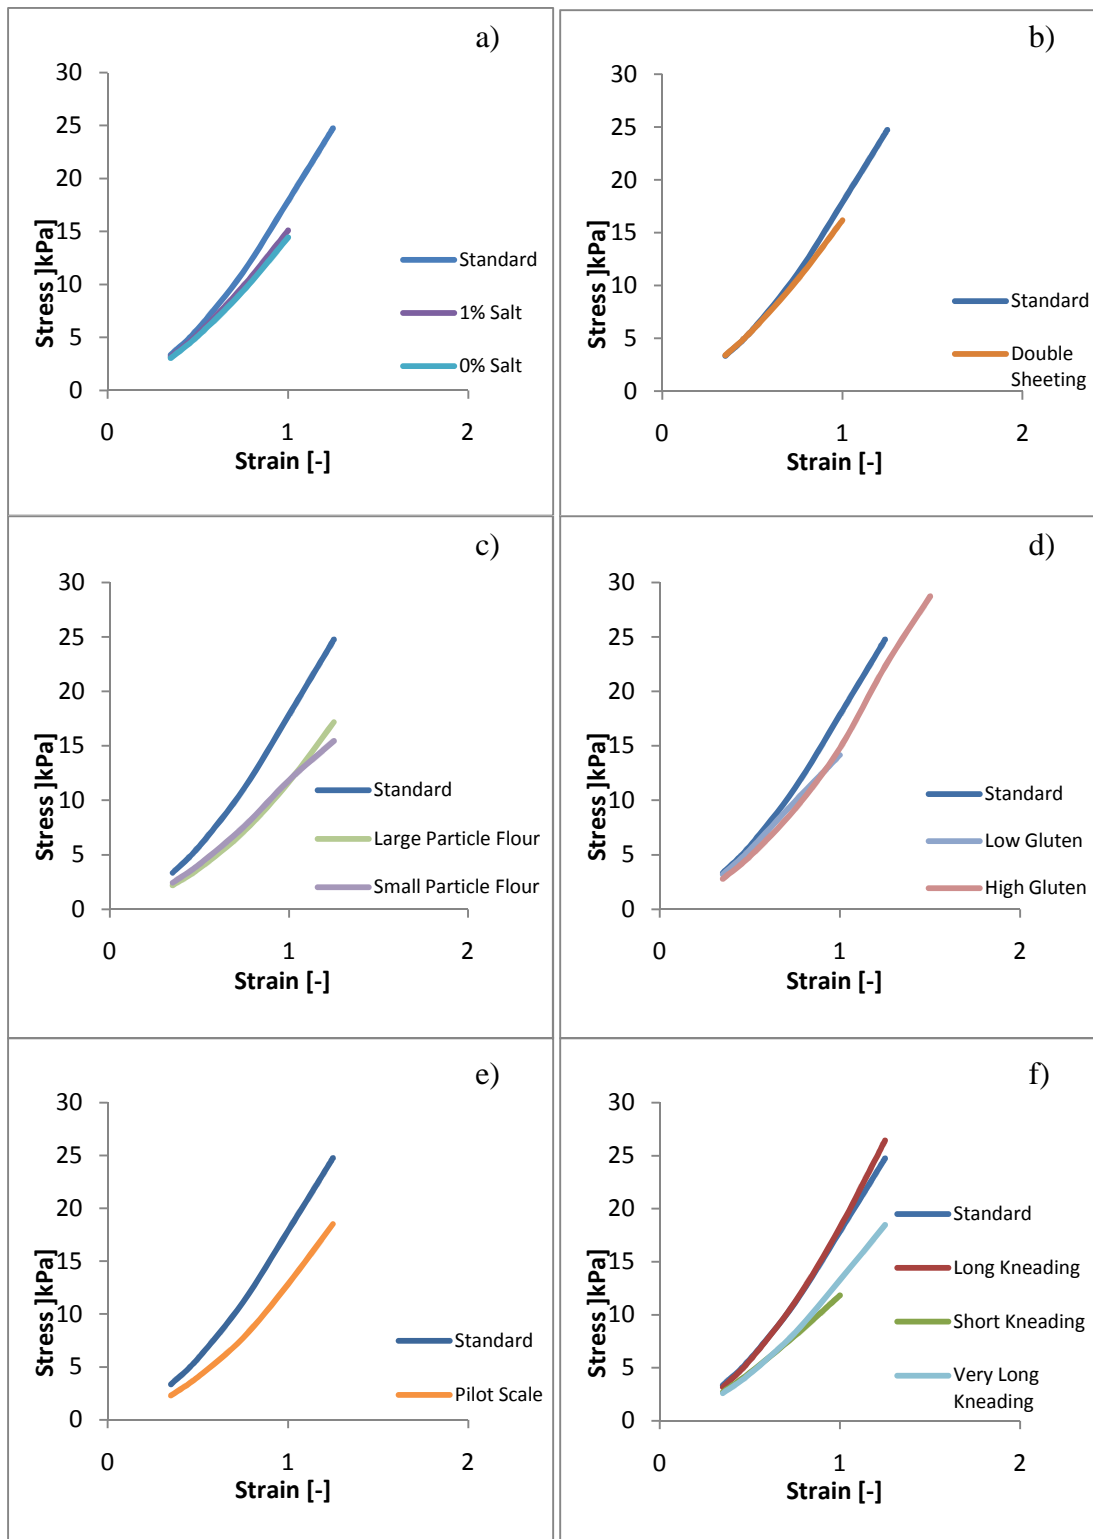 a)
30
25
20
15
10
5
0
Stress ]kPa]
Standard
1% Salt
0% Salt
0 1 2
Strain [-]
b)
30
25
20
15
10
5
0
Stress ]kPa]
Standard
Double
Sheeting
0 1 2
Strain [-]
c)
30
25
20
15
10
5
0
Stress ]kPa]
Standard
Large Particle Flour
Small Particle Flour
0 1 2
Strain [-]
d)
30
25
20
15
10
5
0
Stress ]kPa]
Standard
Low Gluten
High Gluten
0 1 2
Strain [-]
e)
30
25
20
15
10
5
0
Stress ]kPa]
Standard
Pilot Scale
0 1 2
Strain [-]
f)
30
25
20
15
10
5
0
Stress ]kPa]
Standard
Long Kneading
Short Kneading
Very Long
Kneading
0 1 2
Strain [-]